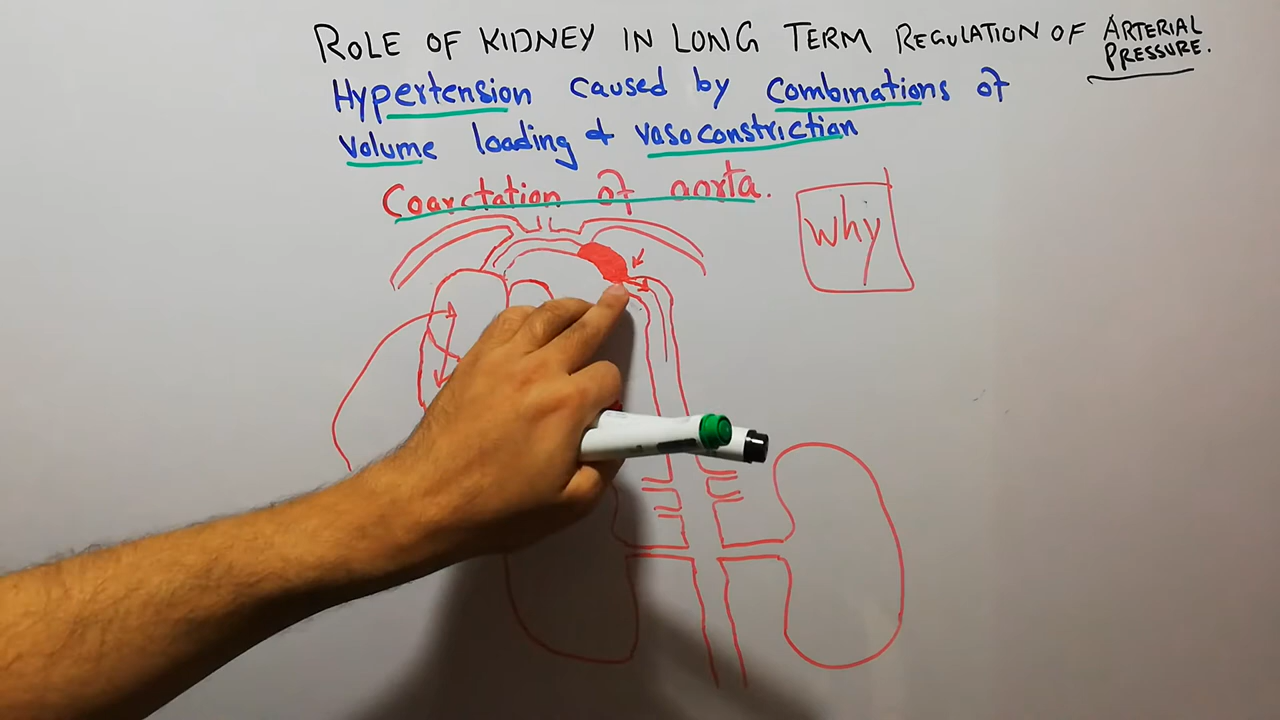 ROLE OF KIDNEY IN LONG TERM REGULATION OF ARTERIAL PRESSURE.
Hypertension caused by combinations of
volume loading & vasoconstriction
Coarctation of aorta.
why